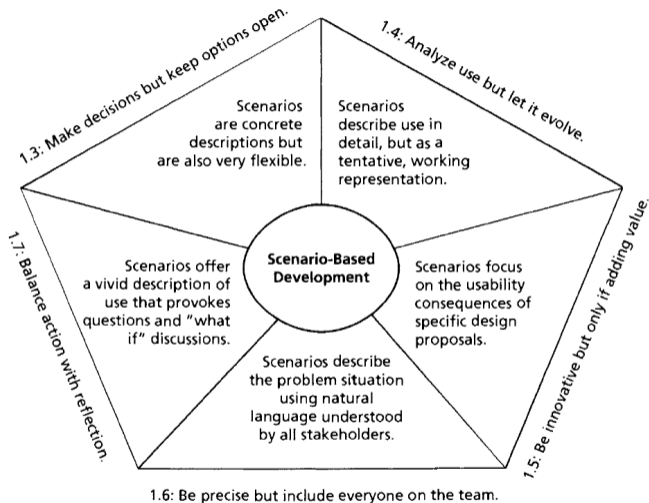 1.3: Make decisions but keep options open.
1.4: Analyze use but let it evolve.
Scenarios
are concrete
descriptions but
are also very flexible.
Scenarios
describe use in
detail, but as a
tentative, working
representation.
1.7: Balance action with reflection.
Scenarios offer
a vivid description of
use that provokes
questions and "what
if" discussions.
Scenario-Based
Development
Scenarios focus
on the usability
consequences of
specific design
proposals.
1.5: Be innovative but only if adding value.
Scenarios describe
the problem situation
using natural
language understood
by all stakeholders.
1.6: Be precise but include everyone on the team.